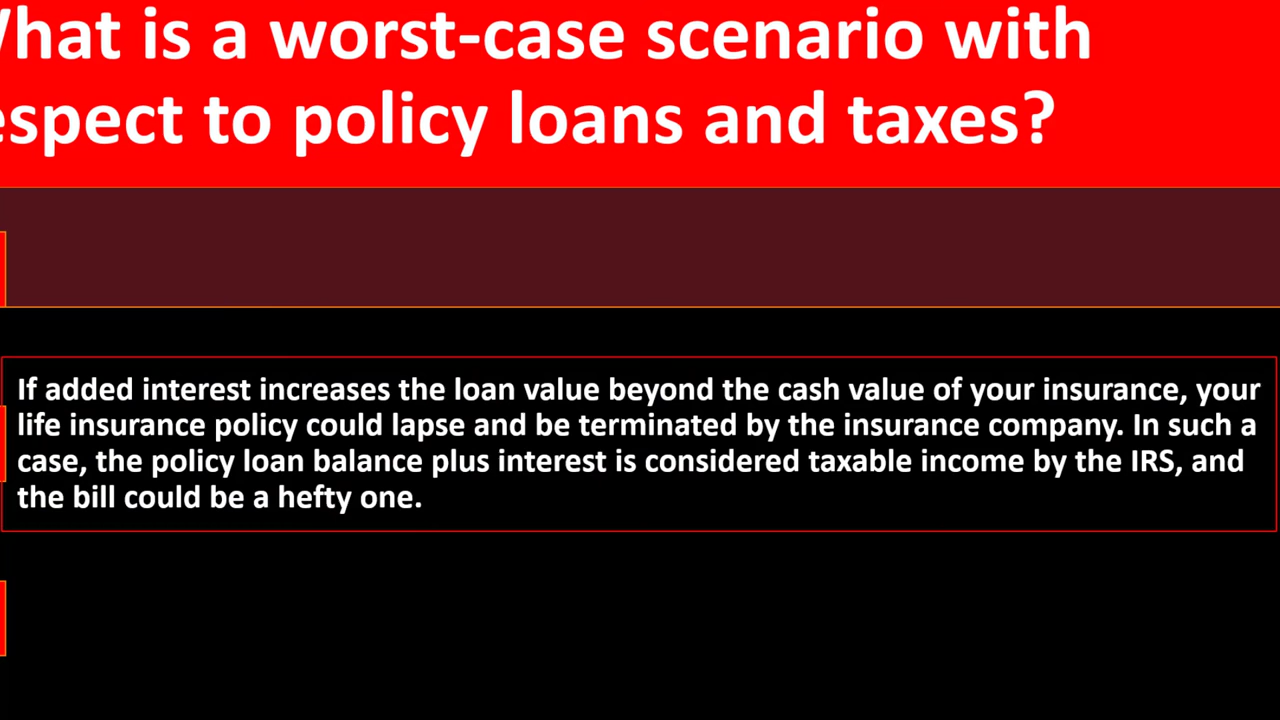 hat is a worst-case scenario with
espect to policy loans and taxes?
If added interest increases the loan value beyond the cash value of your insurance, your
life insurance policy could lapse and be terminated by the insurance company. In such a
case, the policy loan balance plus interest is considered taxable income by the IRS, and
the bill could be a hefty one.